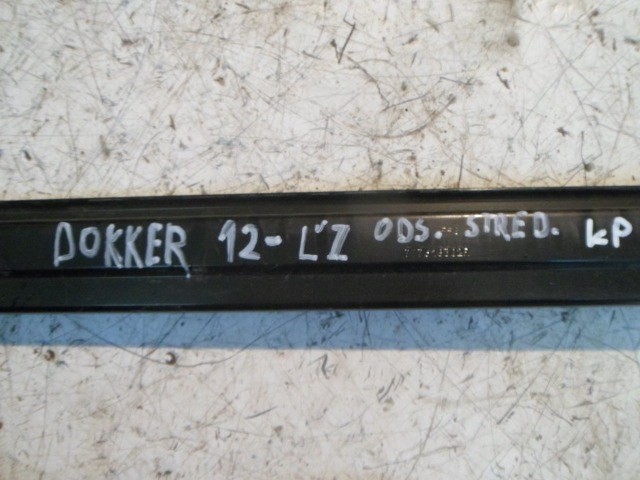 DOKKER 12- L'Z ODS. STRED. KP